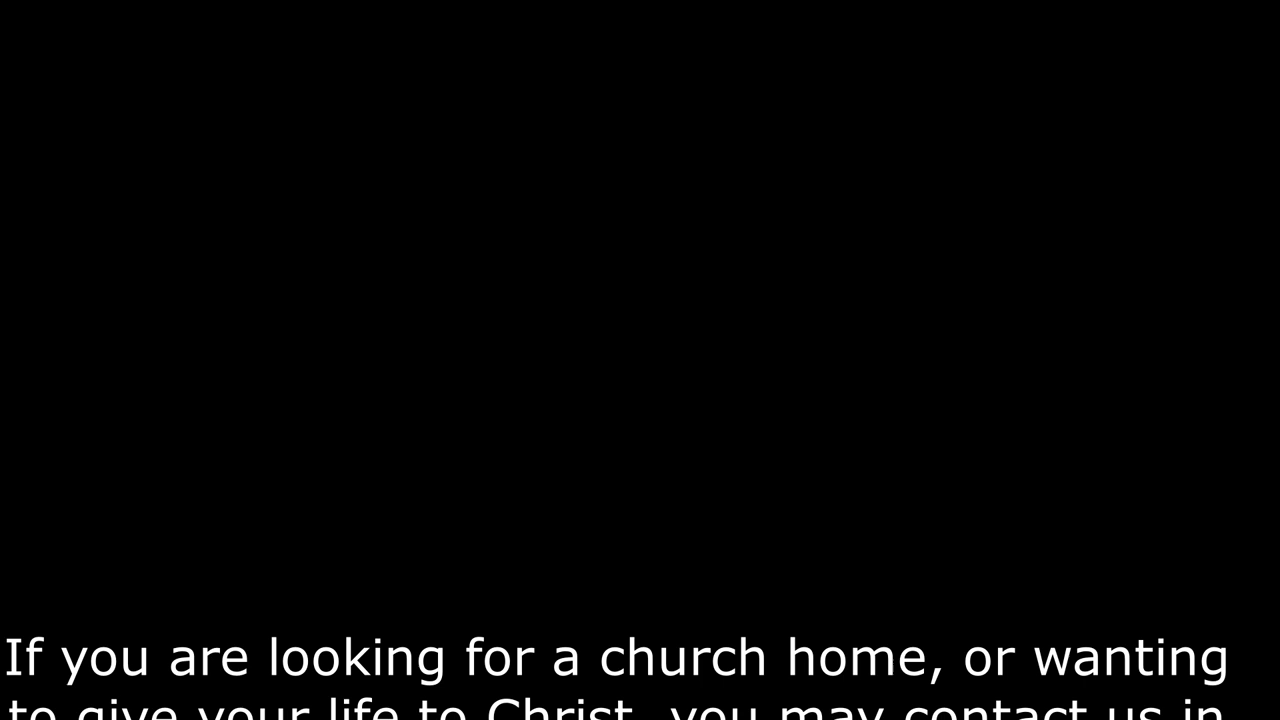 If you are looking for a church home, or wanting
to give your life to Christ, you may contact us in